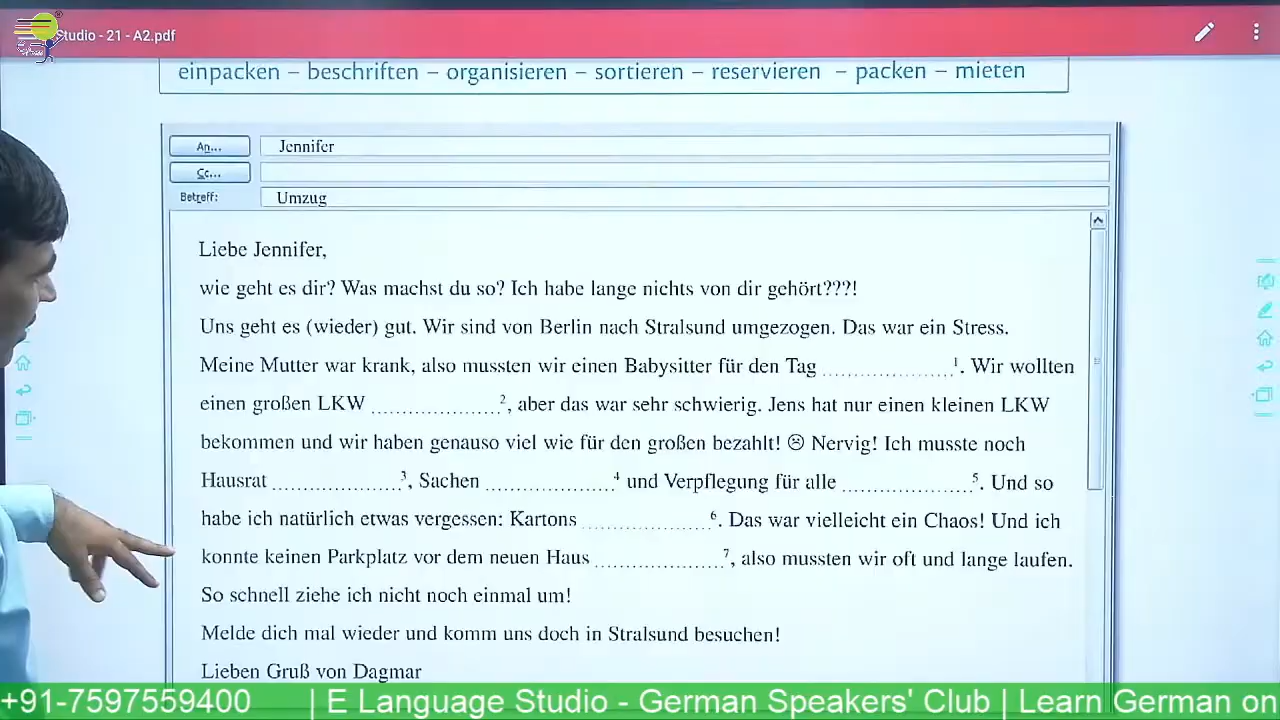 Studio - 21 - A2.pdf
einpacken – beschriften – organisieren – sortieren – reservieren – packen – mieten
An... Jennifer
Cc...
Betreff: Umzug
Liebe Jennifer,
wie geht es dir? Was machst du so? Ich habe lange nichts von dir gehört???!
Uns geht es (wieder) gut. Wir sind von Berlin nach Stralsund umgezogen. Das war ein Stress.
Meine Mutter war krank, also mussten wir einen Babysitter für den Tag ..................¹. Wir wollten
einen großen LKW ..................², aber das war sehr schwierig. Jens hat nur einen kleinen LKW
bekommen und wir haben genauso viel wie für den großen bezahlt! ☹ Nervig! Ich musste noch
Hausrat ..................³, Sachen ..................⁴ und Verpflegung für alle ..................⁵. Und so
habe ich natürlich etwas vergessen: Kartons ..................⁶. Das war vielleicht ein Chaos! Und ich
konnte keinen Parkplatz vor dem neuen Haus ..................⁷, also mussten wir oft und lange laufen.
So schnell ziehe ich nicht noch einmal um!
Melde dich mal wieder und komm uns doch in Stralsund besuchen!
Lieben Gruß von Dagmar
+91-7597559400 | E Language Studio - German Speakers' Club | Learn German on